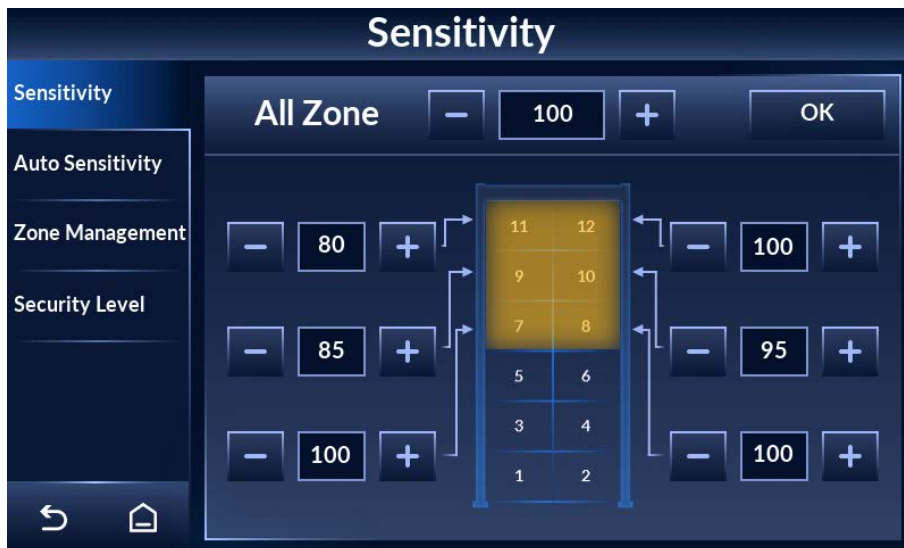 Sensitivity
Sensitivity
Auto Sensitivity
Zone Management
Security Level
All Zone - 100 + OK
- 80 + 11 12 - 100 +
9 10
7 8
- 85 + 5 6 - 95 +
3 4
- 100 + 1 2 - 100 +